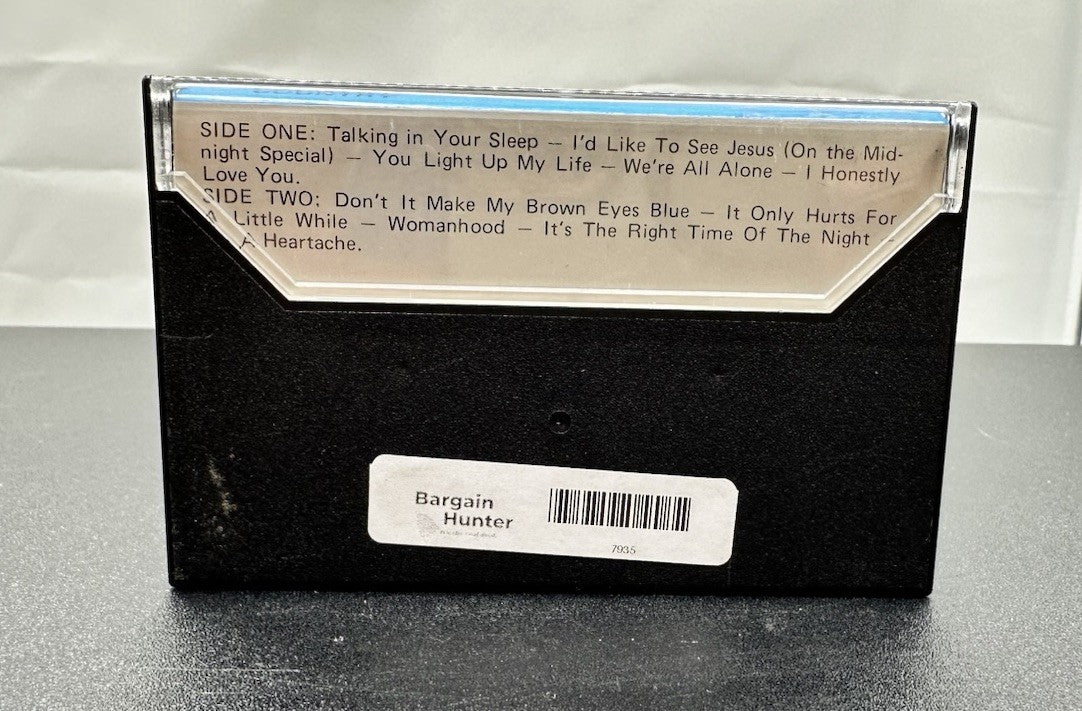 SIDE ONE: Talking in Your Sleep — I'd Like To See Jesus (On the Mid-
night Special) — You Light Up My Life — We're All Alone — I Honestly
Love You.
SIDE TWO: Don't It Make My Brown Eyes Blue — It Only Hurts For
A Little While — Womanhood — It's The Right Time Of The Night -
A Heartache.
Bargain
Hunter
7935